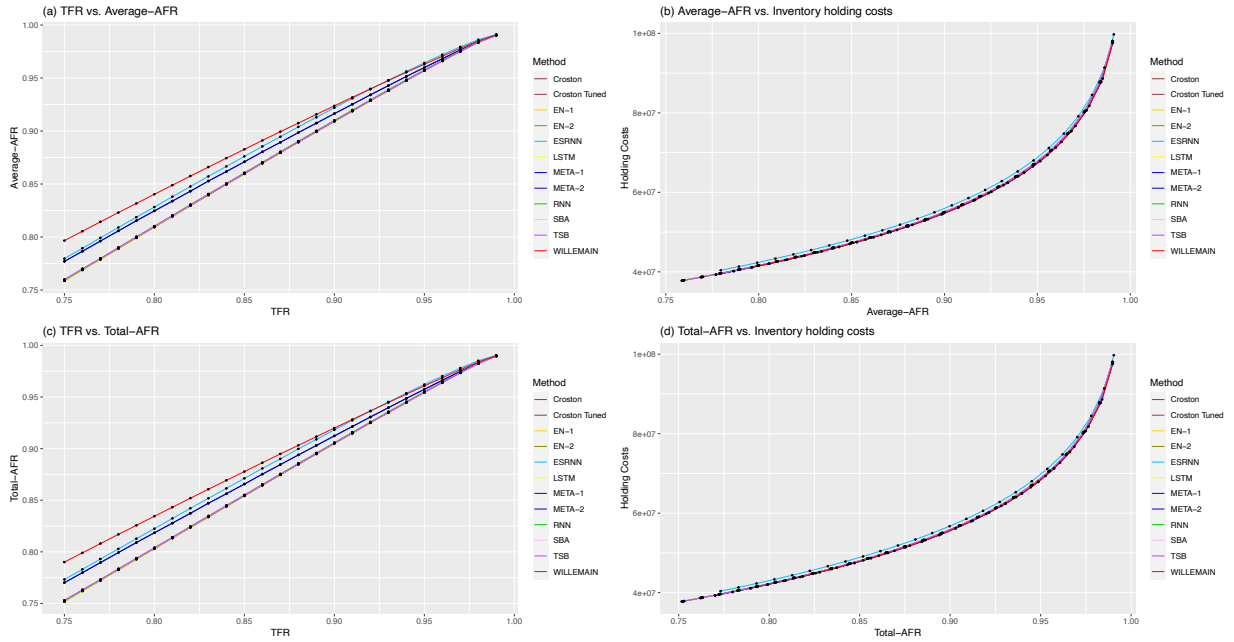 (a) TFR vs. Average−AFR
1.00
0.95
0.90
0.85
0.80
0.75
Average−AFR
0.75
0.80
0.85
0.90
0.95
1.00
TFR
Method
Croston
Croston Tuned
EN−1
EN−2
ESRNN
LSTM
META−1
META−2
RNN
SBA
TSB
WILLEMAIN
(b) Average−AFR vs. Inventory holding costs
1e+08
8e+07
6e+07
4e+07
Holding Costs
0.75
0.80
0.85
0.90
0.95
1.00
Average−AFR
Method
Croston
Croston Tuned
EN−1
EN−2
ESRNN
LSTM
META−1
META−2
RNN
SBA
TSB
WILLEMAIN
(c) TFR vs. Total−AFR
1.00
0.95
0.90
0.85
0.80
0.75
Total−AFR
0.75
0.80
0.85
0.90
0.95
1.00
TFR
Method
Croston
Croston Tuned
EN−1
EN−2
ESRNN
LSTM
META−1
META−2
RNN
SBA
TSB
WILLEMAIN
(d) Total−AFR vs. Inventory holding costs
1e+08
8e+07
6e+07
4e+07
Holding Costs
0.75
0.80
0.85
0.90
0.95
1.00
Total−AFR
Method
Croston
Croston Tuned
EN−1
EN−2
ESRNN
LSTM
META−1
META−2
RNN
SBA
TSB
WILLEMAIN